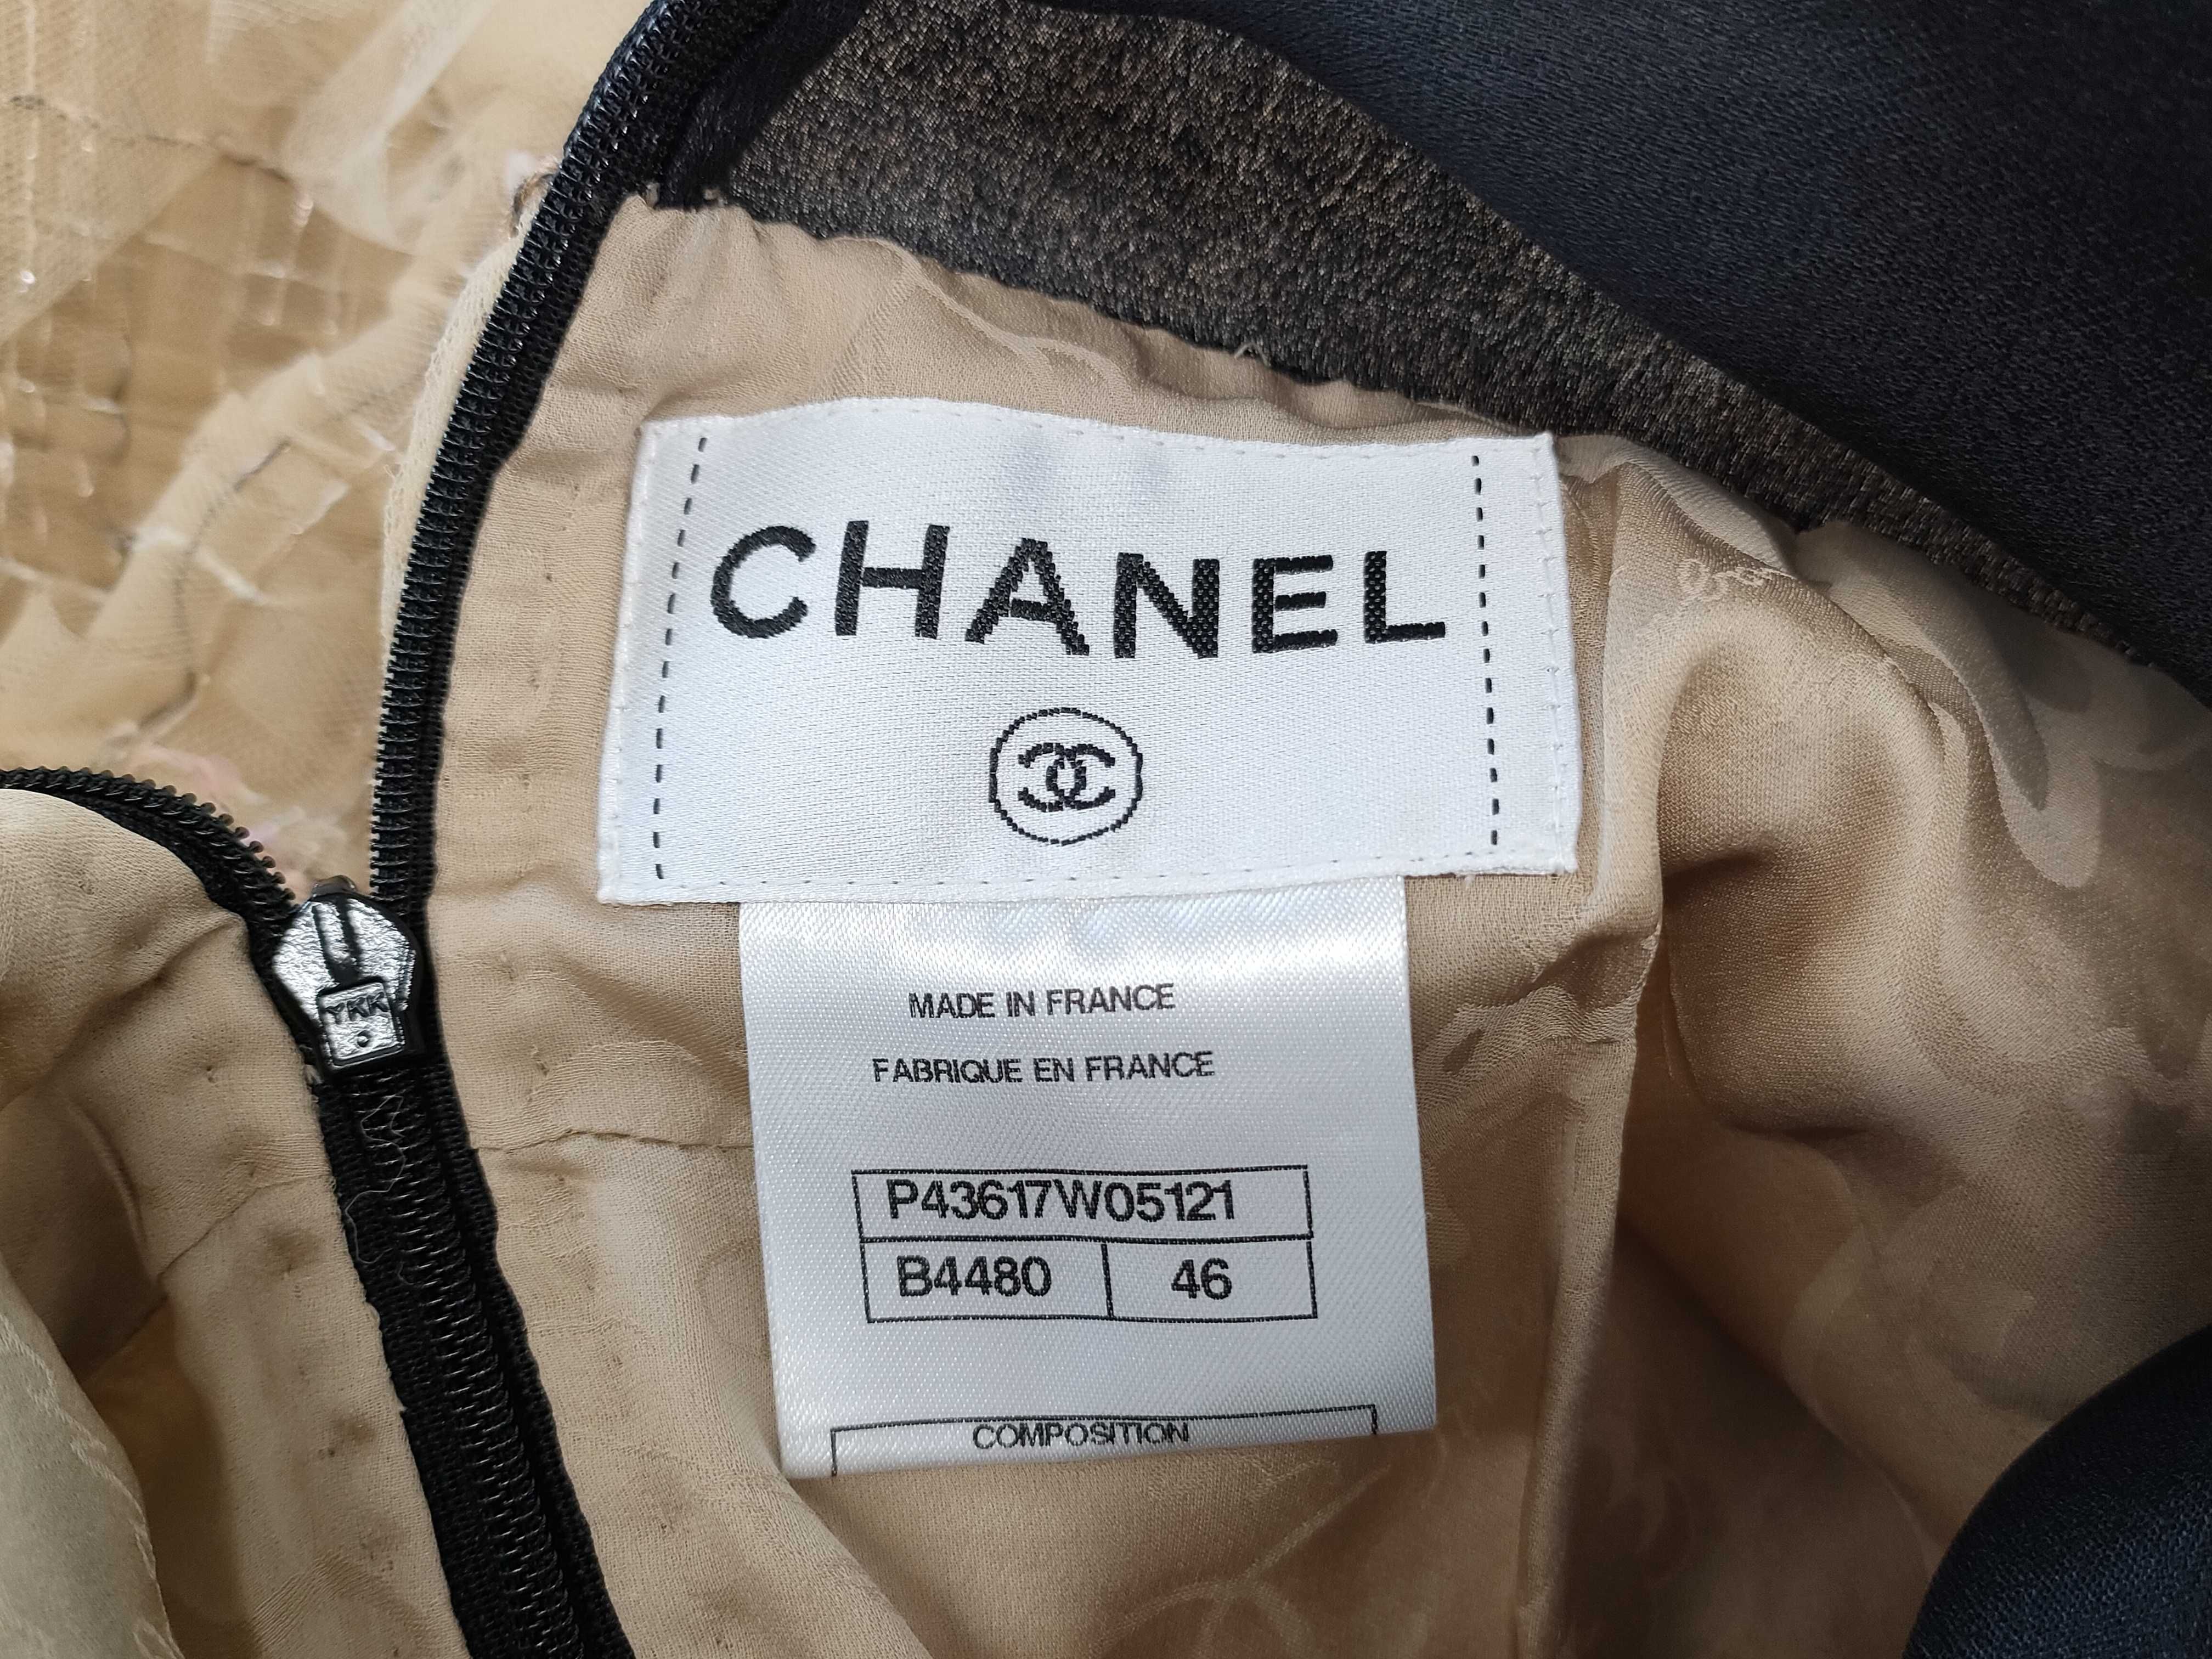 CHANEL
MADE IN FRANCE
FABRIQUE EN FRANCE
P43617W05121
B4480 46
COMPOSITION
YKK